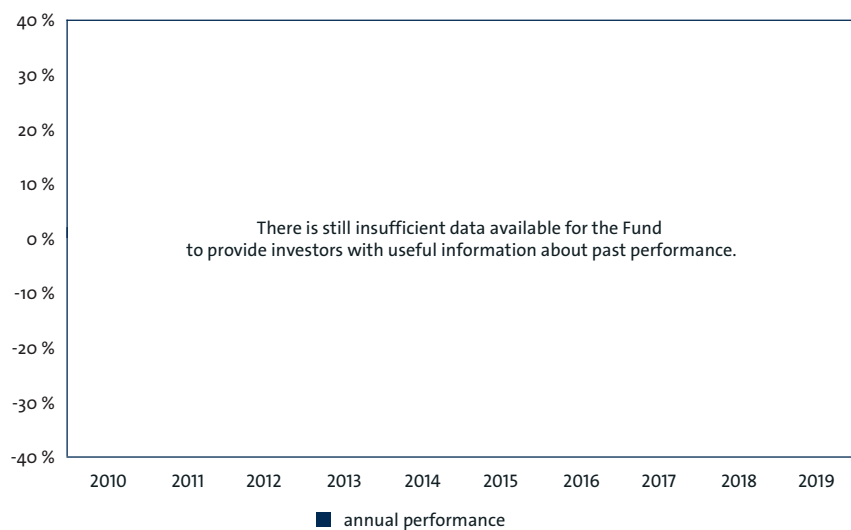 40 %
30 %
20 %
10 %
0 %
-10 %
-20 %
-30 %
-40 %
There is still insufficient data available for the Fund
to provide investors with useful information about past performance.
2010 2011 2012 2013 2014 2015 2016 2017 2018 2019
annual performance